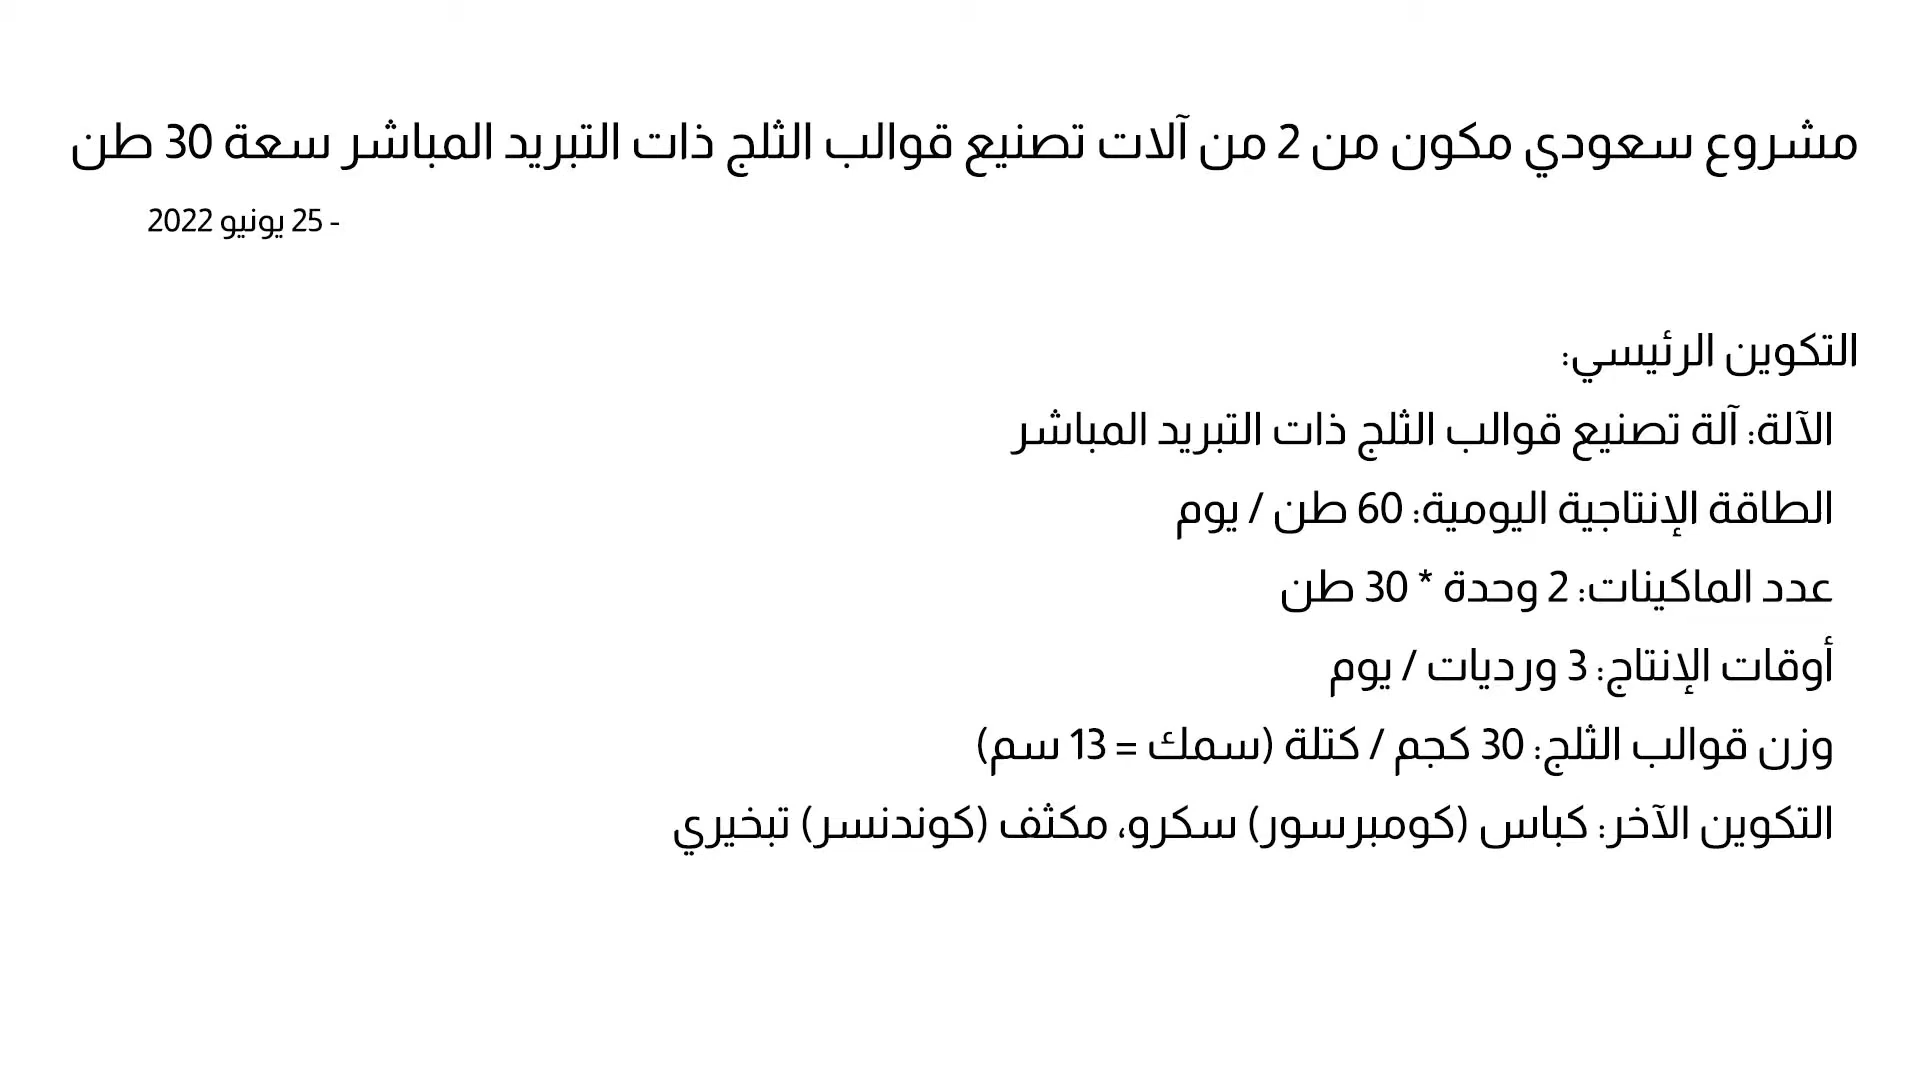 مشروع سعودي مكون من 2 من آلات تصنيع قوالب الثلج ذات التبريد المباشر سعة 30 طن
- 25 يونيو 2022
التكوين الرئيسي:
الآلة: آلة تصنيع قوالب الثلج ذات التبريد المباشر
الطاقة الإنتاجية اليومية: 60 طن / يوم
عدد الماكينات: 2 وحدة * 30 طن
أوقات الإنتاج: 3 ورديات / يوم
وزن قوالب الثلج: 30 كجم / كتلة (سمك = 13 سم)
التكوين الآخر: كباس (كومبرسور) سكرو، مكثف (كوندنسر) تبخيري